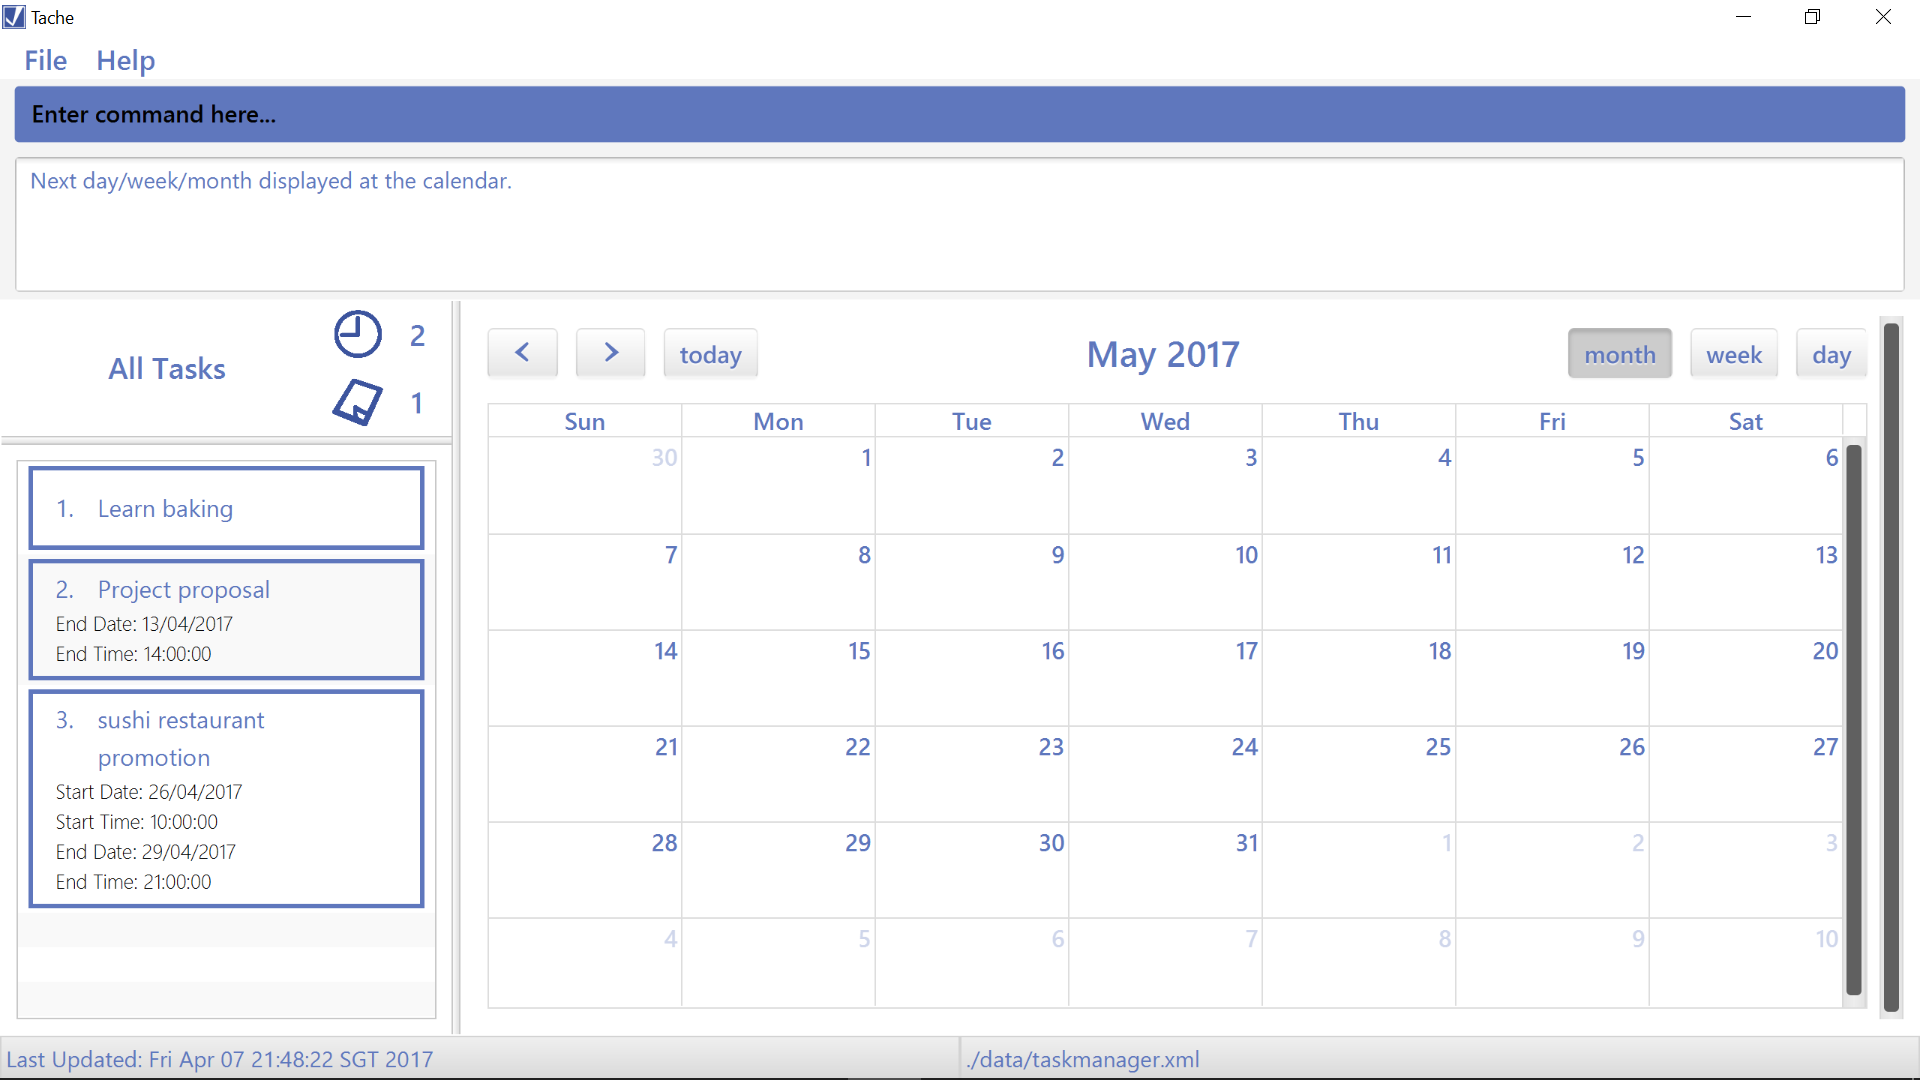 Tache
File Help
Enter command here...
Next day/week/month displayed at the calendar.
All Tasks
2
1
1. Learn baking
2. Project proposal
End Date: 13/04/2017
End Time: 14:00:00
3. sushi restaurant
promotion
Start Date: 26/04/2017
Start Time: 10:00:00
End Date: 29/04/2017
End Time: 21:00:00
< > today May 2017 month week day
Sun Mon Tue Wed Thu Fri Sat
30 1 2 3 4 5 6
7 8 9 10 11 12 13
14 15 16 17 18 19 20
21 22 23 24 25 26 27
28 29 30 31 1 2 3
4 5 6 7 8 9 10
Last Updated: Fri Apr 07 21:48:22 SGT 2017
./data/taskmanager.xml